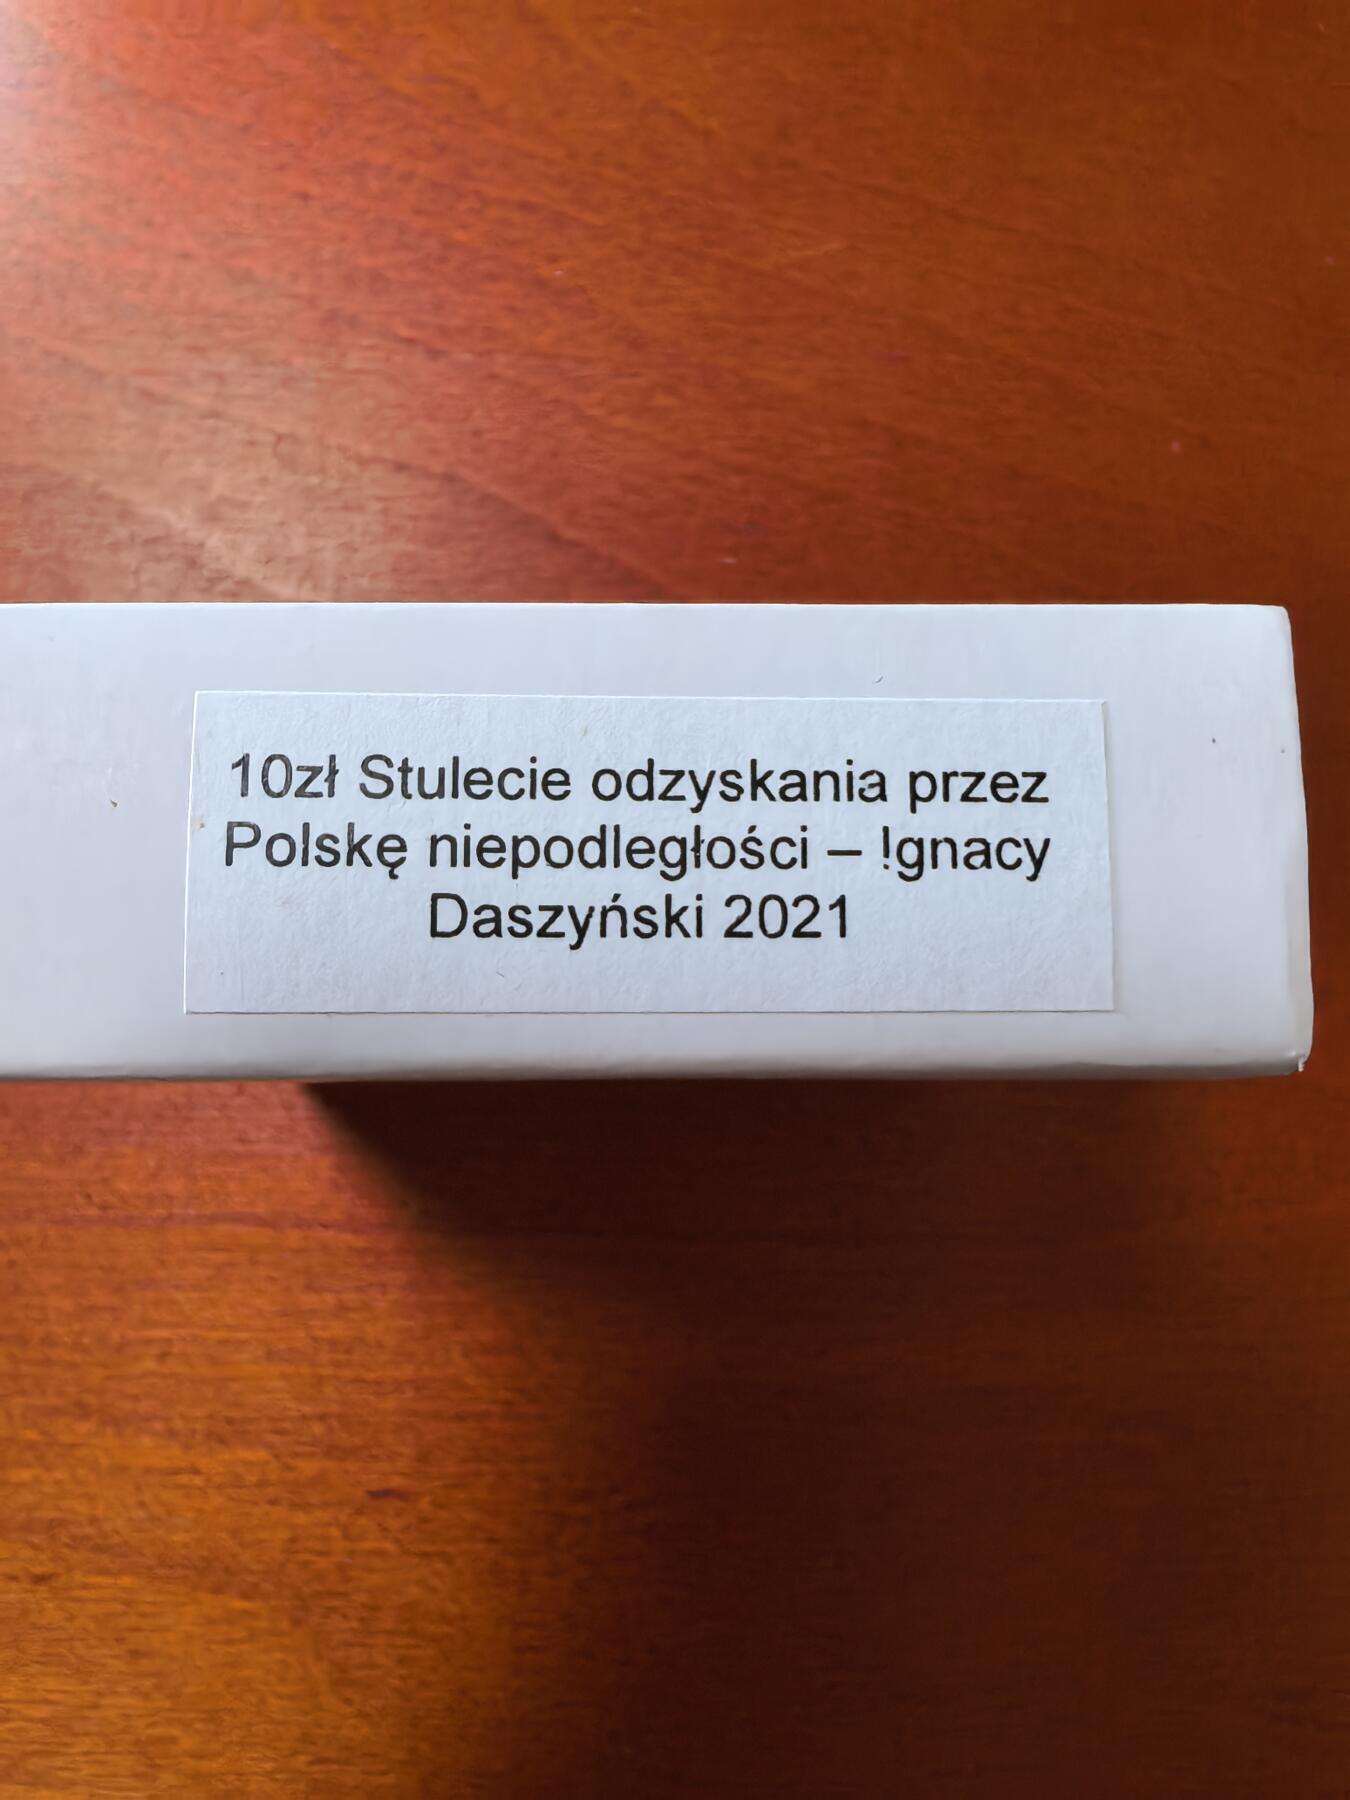 10zł Stulecie odzyskania przez
Polskę niepodległości – !gnacy
Daszyński 2021